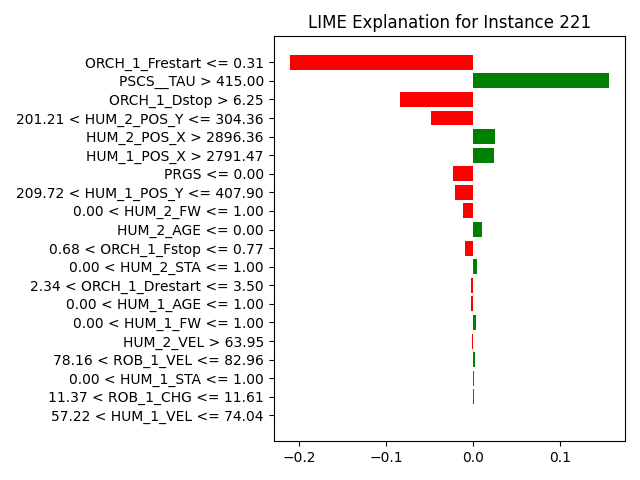 LIME Explanation for Instance 221
ORCH_1_Frestart <= 0.31
PSCS__TAU > 415.00
ORCH_1_Dstop > 6.25
201.21 < HUM_2_POS_Y <= 304.36
HUM_2_POS_X > 2896.36
HUM_1_POS_X > 2791.47
PRGS <= 0.00
209.72 < HUM_1_POS_Y <= 407.90
0.00 < HUM_2_FW <= 1.00
HUM_2_AGE <= 0.00
0.68 < ORCH_1_Fstop <= 0.77
0.00 < HUM_2_STA <= 1.00
2.34 < ORCH_1_Drestart <= 3.50
0.00 < HUM_1_AGE <= 1.00
0.00 < HUM_1_FW <= 1.00
HUM_2_VEL > 63.95
78.16 < ROB_1_VEL <= 82.96
0.00 < HUM_1_STA <= 1.00
11.37 < ROB_1_CHG <= 11.61
57.22 < HUM_1_VEL <= 74.04
−0.2 −0.1 0.0 0.1